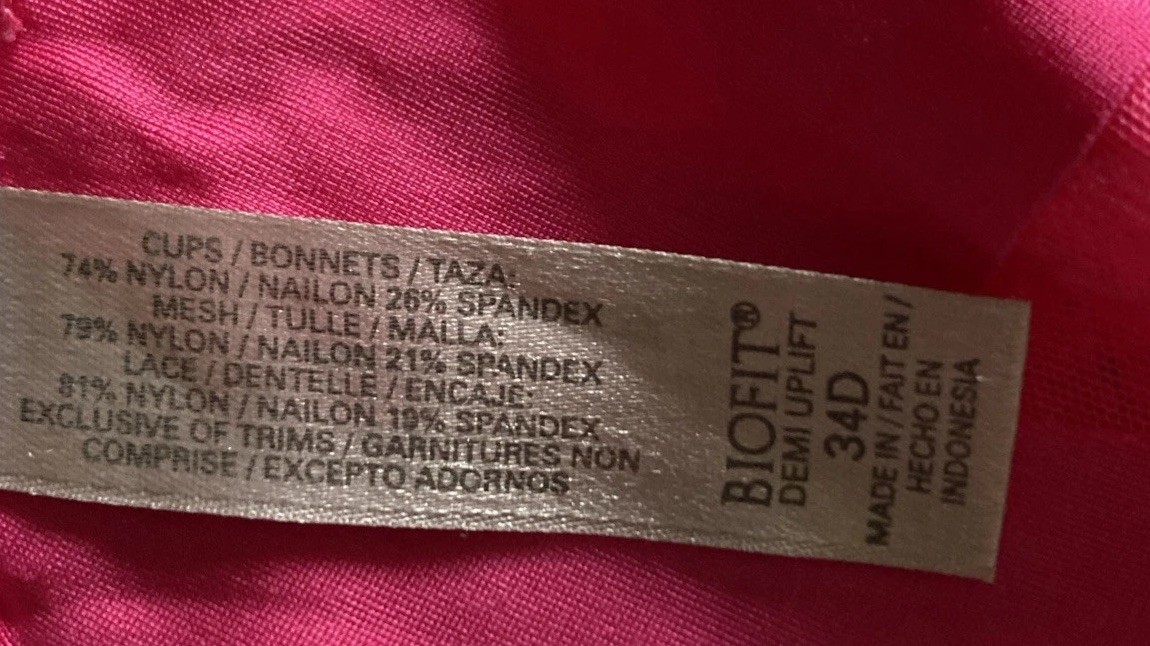 CUPS / BONNETS / TAZA:
74% NYLON / NAILON 26% SPANDEX
MESH / TULLE / MALLA:
79% NYLON / NAILON 21% SPANDEX
LACE / DENTELLE / ENCAJE:
81% NYLON / NAILON 19% SPANDEX
EXCLUSIVE OF TRIMS / GARNITURES NON
COMPRISE / EXCEPTO ADORNOS
BIOFIT®
DEMI UPLIFT
34D
MADE IN / FAIT EN /
HECHO EN
INDONESIA